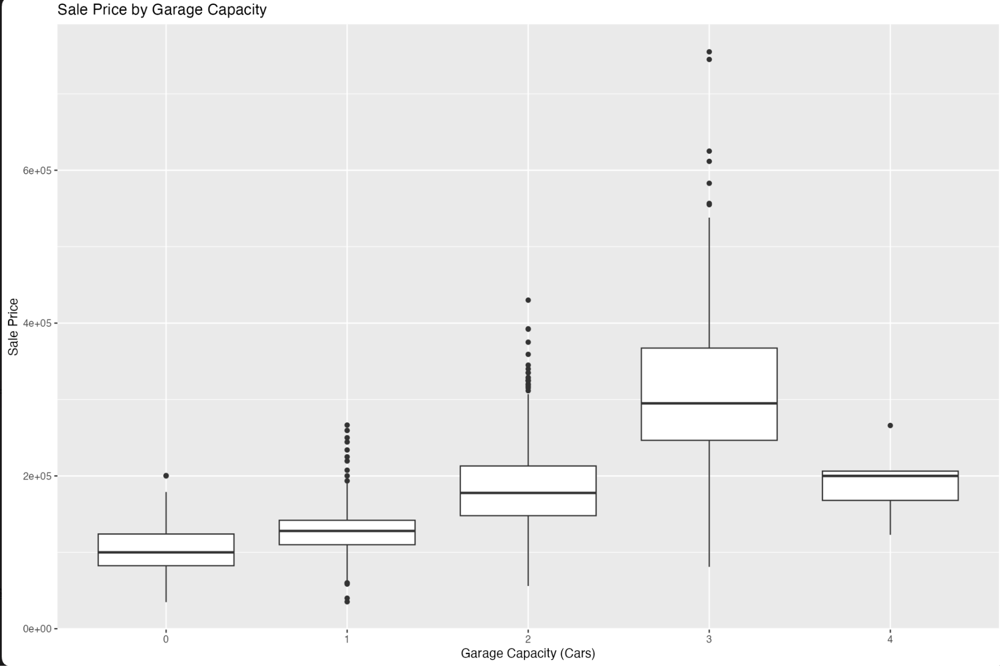 Sale Price by Garage Capacity
6e+05
4e+05
2e+05
0e+00
Sale Price
0 1 2 3 4
Garage Capacity (Cars)